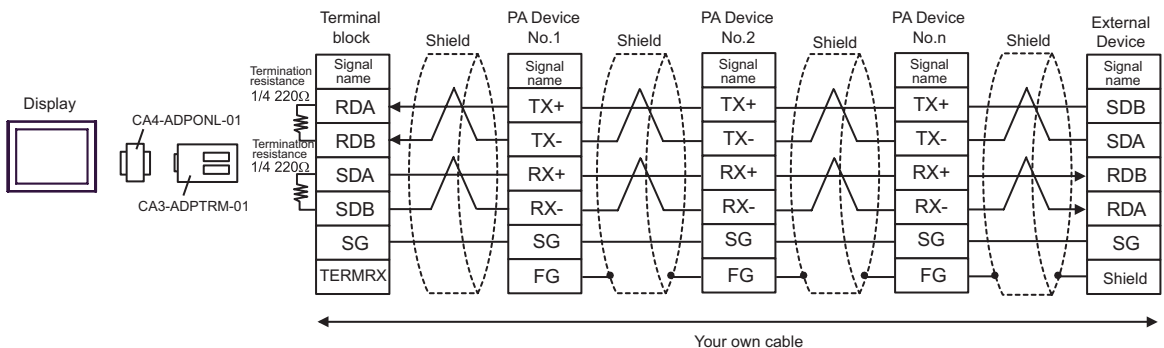 Display
CA4-ADPONL-01
CA3-ADPTRM-01
Termination
resistance
1/4 220Ω
Termination
resistance
1/4 220Ω
Terminal
block
Signal
name
RDA
RDB
SDA
SDB
SG
TERMRX
Shield
PA Device
No.1
Signal
name
TX+
TX-
RX+
RX-
SG
FG
Shield
PA Device
No.2
Signal
name
TX+
TX-
RX+
RX-
SG
FG
Shield
PA Device
No.n
Signal
name
TX+
TX-
RX+
RX-
SG
FG
Shield
External
Device
Signal
name
SDB
SDA
RDB
RDA
SG
Shield
Your own cable